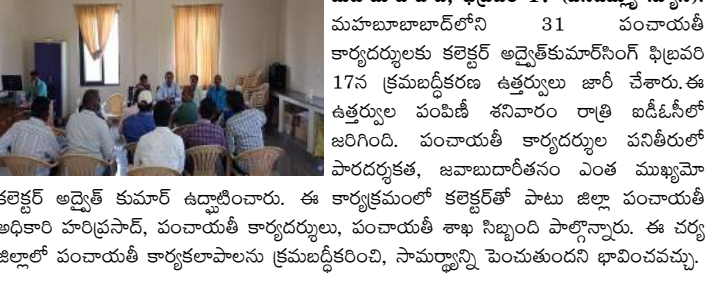 మహబూబాబాద్‌లోని 31 పంచాయతీ
కార్యదర్శులకు కలెక్టర్ అద్వైత్‌కుమార్‌సింగ్ ఫిబ్రవరి
17న క్రమబద్ధీకరణ ఉత్తర్వులు జారీ చేశారు.ఈ
ఉత్తర్వుల పంపిణీ శనివారం రాత్రి ఐడీఓసీలో
జరిగింది. పంచాయతీ కార్యదర్శుల పనితీరులో
పారదర్శకత, జవాబుదారీతనం ఎంత ముఖ్యమో
కలెక్టర్ అద్వైత్ కుమార్ ఉద్ఘాటించారు. ఈ కార్యక్రమంలో కలెక్టర్‌తో పాటు జిల్లా పంచాయతీ
అధికారి హరిప్రసాద్, పంచాయతీ కార్యదర్శులు, పంచాయతీ శాఖ సిబ్బంది పాల్గొన్నారు. ఈ చర్య
జిల్లాలో పంచాయతీ కార్యకలాపాలను క్రమబద్ధీకరించి, సామర్థ్యాన్ని పెంచుతుందని భావించవచ్చు.